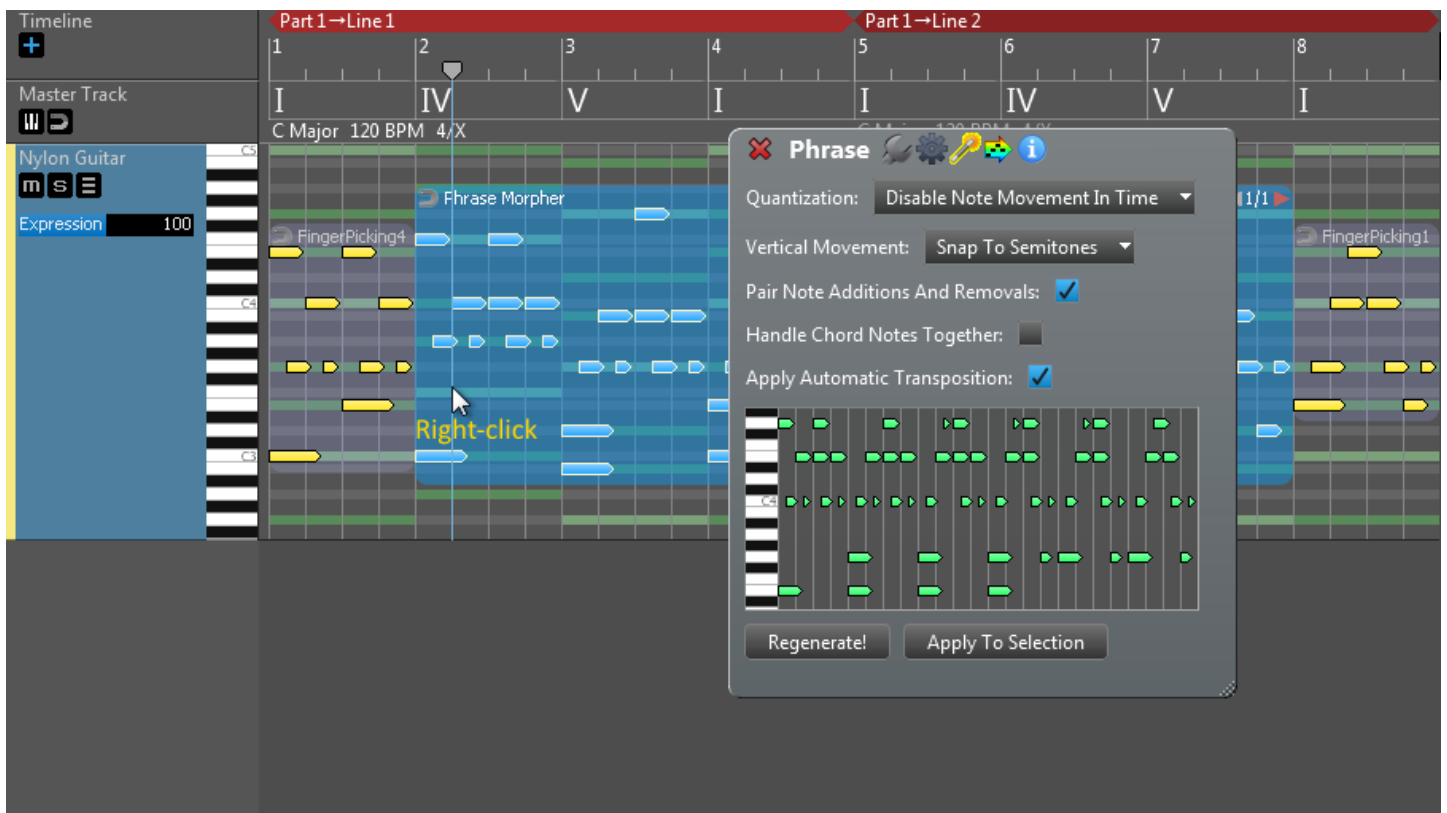 Timeline
Part 1→Line 1
Part 1→Line 2
1 2 3 4 5 6 7 8
Master Track
I IV V I I IV V I
C Major 120 BPM 4/X
Nylon Guitar
C5
m s
Expression 100
FingerPicking4
Fhrase Morpher
1/1
FingerPicking1
C4
Right-click
C3
Phrase
Quantization: Disable Note Movement In Time
Vertical Movement: Snap To Semitones
Pair Note Additions And Removals:
Handle Chord Notes Together:
Apply Automatic Transposition:
C4
Regenerate!
Apply To Selection